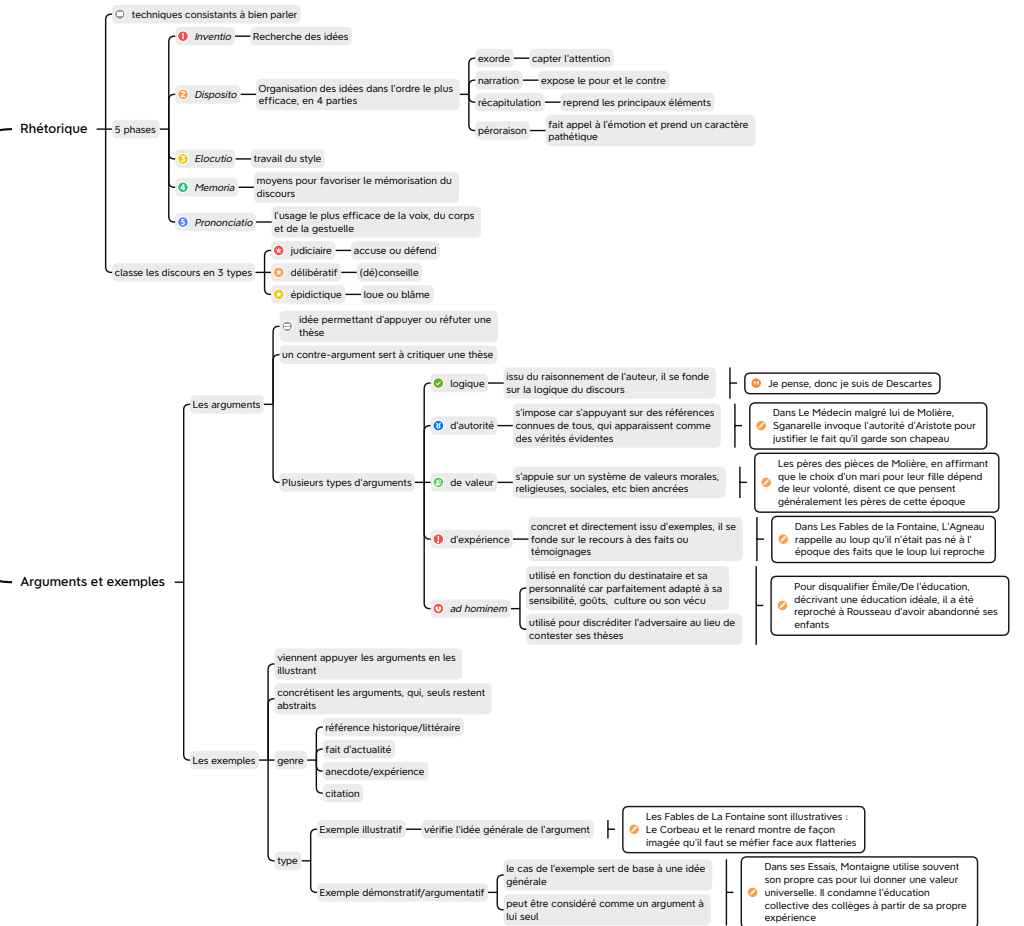 Rhétorique
techniques consistants à bien parler
5 phases
1 Inventio
Recherche des idées
2 Disposito
Organisation des idées dans l'ordre le plus
efficace, en 4 parties
exorde
capter l'attention
narration
expose le pour et le contre
récapitulation
reprend les principaux éléments
péroraison
fait appel à l'émotion et prend un caractère
pathétique
3 Elocutio
travail du style
4 Memoria
moyens pour favoriser le mémorisation du
discours
5 Prononciatio
l'usage le plus efficace de la voix, du corps
et de la gestuelle
classe les discours en 3 types
judiciaire
accuse ou défend
délibératif
(dé)conseille
épidictique
loue ou blâme
Arguments et exemples
Les arguments
idée permettant d'appuyer ou réfuter une
thèse
un contre-argument sert à critiquer une thèse
Plusieurs types d'arguments
logique
issu du raisonnement de l'auteur, il se fonde
sur la logique du discours
Je pense, donc je suis de Descartes
d'autorité
s'impose car s'appuyant sur des références
connues de tous, qui apparaissent comme
des vérités évidentes
Dans Le Médecin malgré lui de Molière,
Sganarelle invoque l'autorité d'Aristote pour
justifier le fait qu'il garde son chapeau
de valeur
s'appuie sur un système de valeurs morales,
religieuses, sociales, etc bien ancrées
Les pères des pièces de Molière, en affirmant
que le choix d'un mari pour leur fille dépend
de leur volonté, disent ce que pensent
généralement les pères de cette époque
d'expérience
concret et directement issu d'exemples, il se
fonde sur le recours à des faits ou
témoignages
Dans Les Fables de la Fontaine, L'Agneau
rappelle au loup qu'il n'était pas né à l'
époque des faits que le loup lui reproche
ad hominem
utilisé en fonction du destinataire et sa
personnalité car parfaitement adapté à sa
sensibilité, goûts, culture ou son vécu
utilisé pour discréditer l'adversaire au lieu de
contester ses thèses
Pour disqualifier Émile/De l'éducation,
décrivant une éducation idéale, il a été
reproché à Rousseau d'avoir abandonné ses
enfants
Les exemples
viennent appuyer les arguments en les
illustrant
concrétisent les arguments, qui, seuls restent
abstraits
genre
référence historique/littéraire
fait d'actualité
anecdote/expérience
citation
type
Exemple illustratif
vérifie l'idée générale de l'argument
Les Fables de La Fontaine sont illustratives :
Le Corbeau et le renard montre de façon
imagée qu'il faut se méfier face aux flatteries
Exemple démonstratif/argumentatif
le cas de l'exemple sert de base à une idée
générale
peut être considéré comme un argument à
lui seul
Dans ses Essais, Montaigne utilise souvent
son propre cas pour lui donner une valeur
universelle. Il condamne l'éducation
collective des collèges à partir de sa propre
expérience